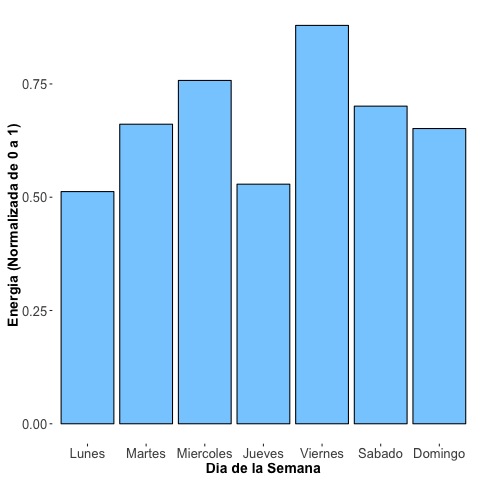 Energia (Normalizada de 0 a 1)
0.75
0.50
0.25
0.00
Lunes Martes Miercoles Jueves Viernes Sabado Domingo
Dia de la Semana